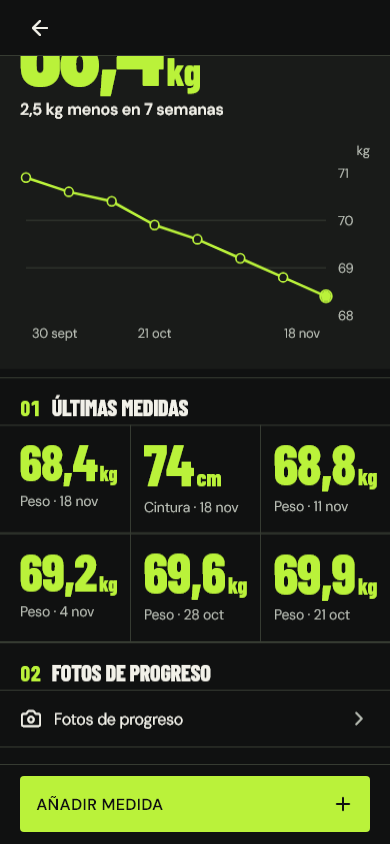 68,4kg
2,5 kg menos en 7 semanas
kg
71
70
69
68
30 sept 21 oct 18 nov
01 ÚLTIMAS MEDIDAS
68,4kg 74cm 68,8kg
Peso · 18 nov Cintura · 18 nov Peso · 11 nov
69,2kg 69,6kg 69,9kg
Peso · 4 nov Peso · 28 oct Peso · 21 oct
02 FOTOS DE PROGRESO
Fotos de progreso
AÑADIR MEDIDA